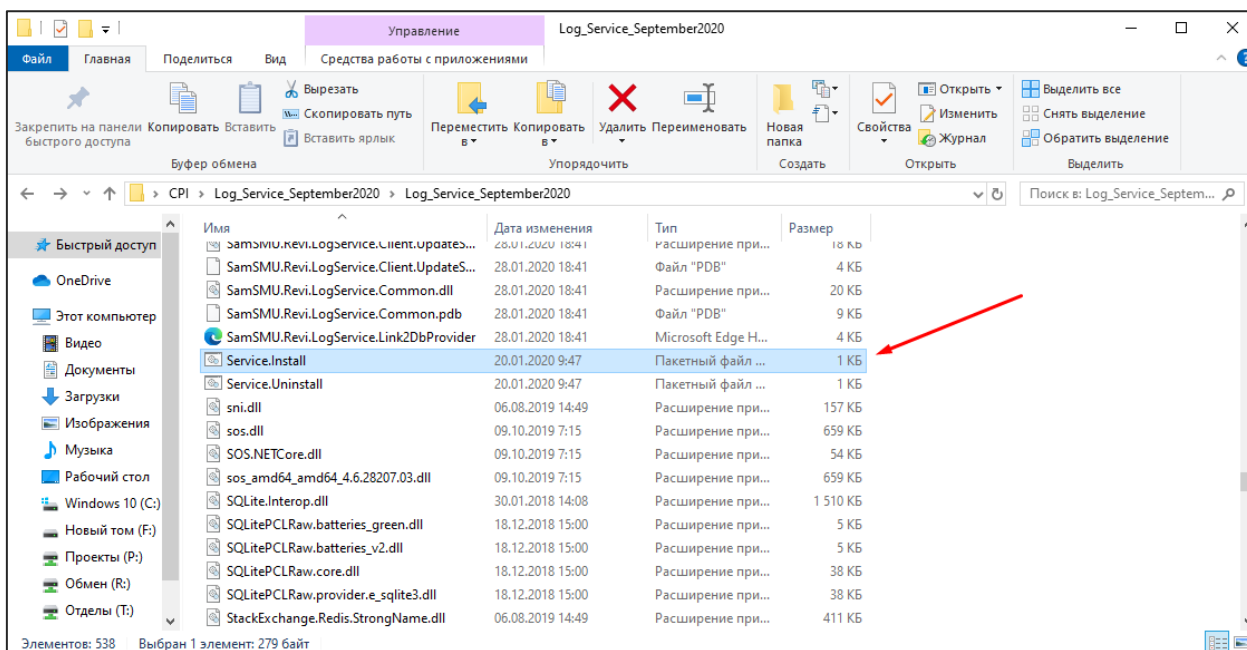 Управление
Log_Service_September2020
Файл Главная Поделиться Вид Средства работы с приложениями
Закрепить на панели быстрого доступа
Копировать
Вставить
Вырезать
Скопировать путь
Вставить ярлык
Буфер обмена
Переместить в
Копировать в
Удалить
Переименовать
Упорядочить
Новая папка
Создать
Свойства
Открыть
Изменить
Журнал
Открыть
Выделить все
Снять выделение
Обратить выделение
Выделить
CPI > Log_Service_September2020 > Log_Service_September2020
Поиск в: Log_Service_Septem...
Быстрый доступ
OneDrive
Этот компьютер
Видео
Документы
Загрузки
Изображения
Музыка
Рабочий стол
Windows 10 (C:)
Новый том (F:)
Проекты (P:)
Обмен (R:)
Отделы (T:)
Имя Дата изменения Тип Размер
SamSMU.Revi.LogService.Client.UpdateS... 28.01.2020 18:41 Расширение при... 18 КБ
SamSMU.Revi.LogService.Client.UpdateS... 28.01.2020 18:41 Файл "PDB" 4 КБ
SamSMU.Revi.LogService.Common.dll 28.01.2020 18:41 Расширение при... 20 КБ
SamSMU.Revi.LogService.Common.pdb 28.01.2020 18:41 Файл "PDB" 9 КБ
SamSMU.Revi.LogService.Link2DbProvider 28.01.2020 18:41 Microsoft Edge H... 4 КБ
Service.Install 20.01.2020 9:47 Пакетный файл ... 1 КБ
Service.Uninstall 20.01.2020 9:47 Пакетный файл ... 1 КБ
sni.dll 06.08.2019 14:49 Расширение при... 157 КБ
sos.dll 09.10.2019 7:15 Расширение при... 659 КБ
SOS.NETCore.dll 09.10.2019 7:15 Расширение при... 54 КБ
sos_amd64_amd64_4.6.28207.03.dll 09.10.2019 7:15 Расширение при... 659 КБ
SQLite.Interop.dll 30.01.2018 14:08 Расширение при... 1 510 КБ
SQLitePCLRaw.batteries_green.dll 18.12.2018 15:00 Расширение при... 5 КБ
SQLitePCLRaw.batteries_v2.dll 18.12.2018 15:00 Расширение при... 5 КБ
SQLitePCLRaw.core.dll 18.12.2018 15:00 Расширение при... 38 КБ
SQLitePCLRaw.provider.e_sqlite3.dll 18.12.2018 15:00 Расширение при... 38 КБ
StackExchange.Redis.StrongName.dll 06.08.2019 14:49 Расширение при... 411 КБ
Элементов: 538 Выбран 1 элемент: 279 байт